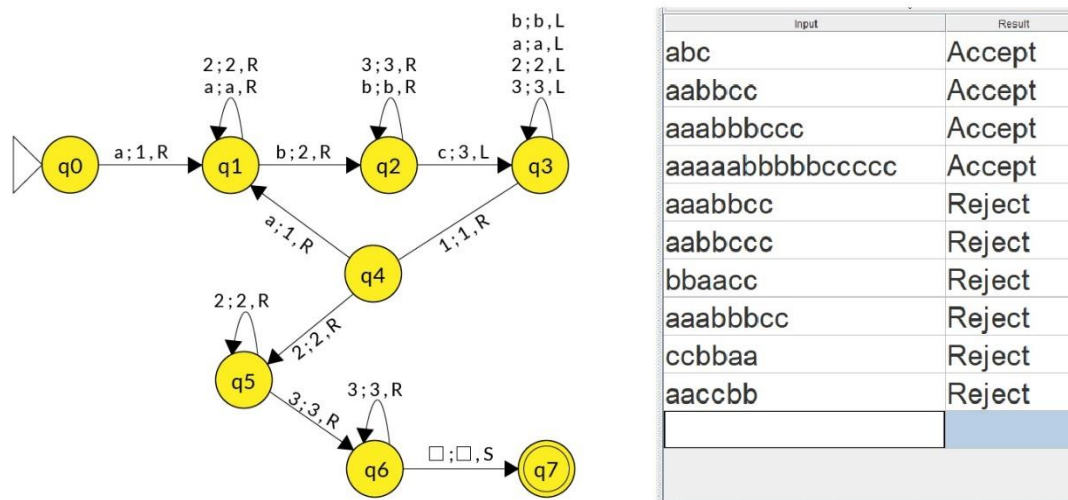 b;b,L
a;a,L
2;2,R
3;3,R
2;2,L
a;a,R
b;b,R
3;3,L
q0
a;1,R
q1
b;2,R
q2
c;3,L
q3
a;1,R
1;1,R
q4
2;2,R
2;2,R
q5
3;3,R
3;3,R
q6
□;□,S
q7
Input Result
abc Accept
aabbcc Accept
aaabbbccc Accept
aaaaabbbbbccccc Accept
aaabbcc Reject
aabbccc Reject
bbaacc Reject
aaabbbcc Reject
ccbbaa Reject
aaccbb Reject